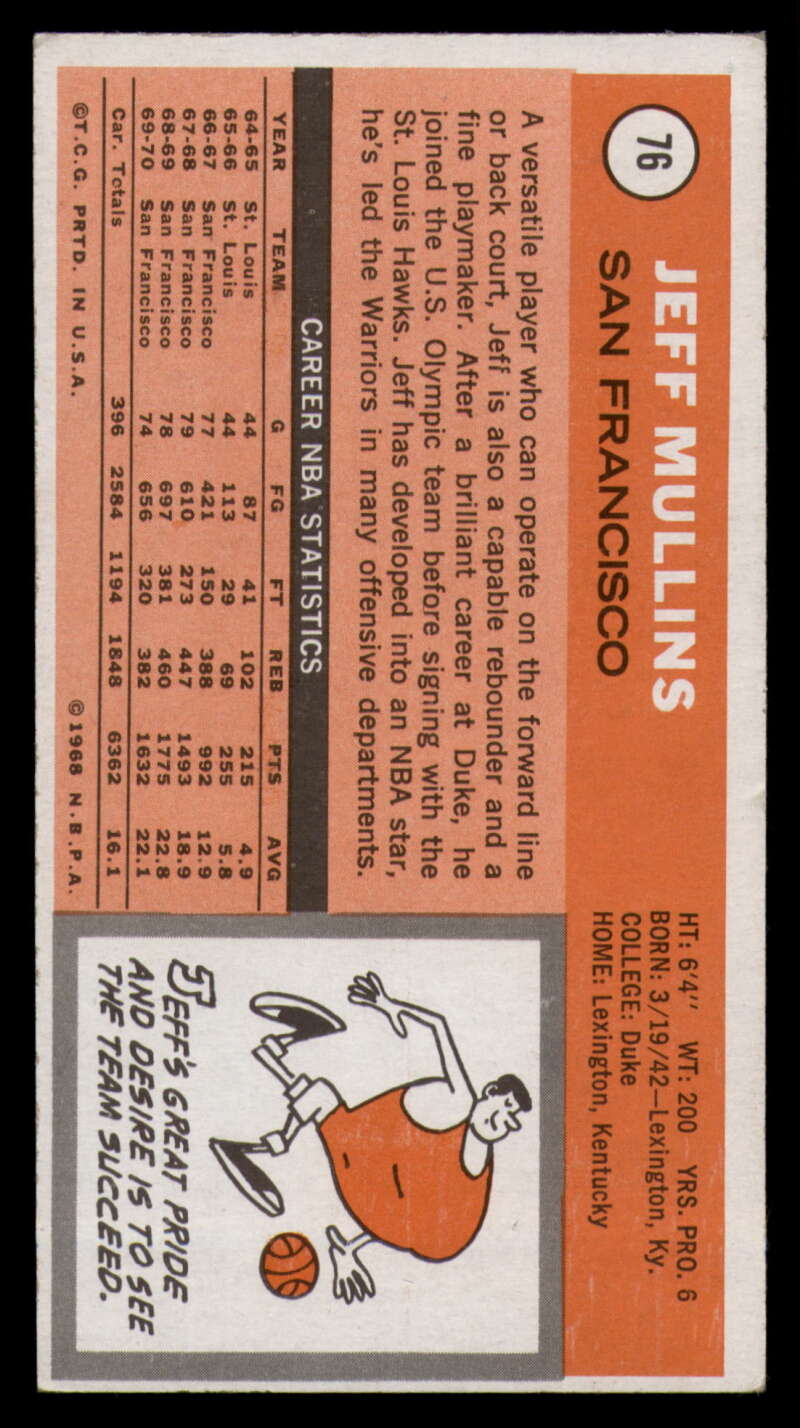 76
JEFF MULLINS
SAN FRANCISCO
HT: 6'4'' WT: 200 YRS. PRO. 6
BORN: 3/19/42—Lexington, Ky.
COLLEGE: Duke
HOME: Lexington, Kentucky
A versatile player who can operate on the forward line
or back court, Jeff is also a capable rebounder and a
fine playmaker. After a brilliant career at Duke, he
joined the U.S. Olympic team before signing with the
St. Louis Hawks. Jeff has developed into an NBA star,
he's led the Warriors in many offensive departments.
CAREER NBA STATISTICS
YEAR TEAM G FG FT REB PTS AVG
64-65 St. Louis 44 87 41 102 215 4.9
65-66 St. Louis 44 113 29 69 255 5.8
66-67 San Francisco 77 421 150 388 992 12.9
67-68 San Francisco 79 610 273 447 1493 18.9
68-69 San Francisco 78 697 381 460 1775 22.8
69-70 San Francisco 74 656 320 382 1632 22.1
Car. Totals 396 2584 1194 1848 6362 16.1
©T.C.G. PRTD. IN U.S.A. ©1968 N.B.P.A.
JEFF'S GREAT PRIDE
AND DESIRE IS TO SEE
THE TEAM SUCCEED.